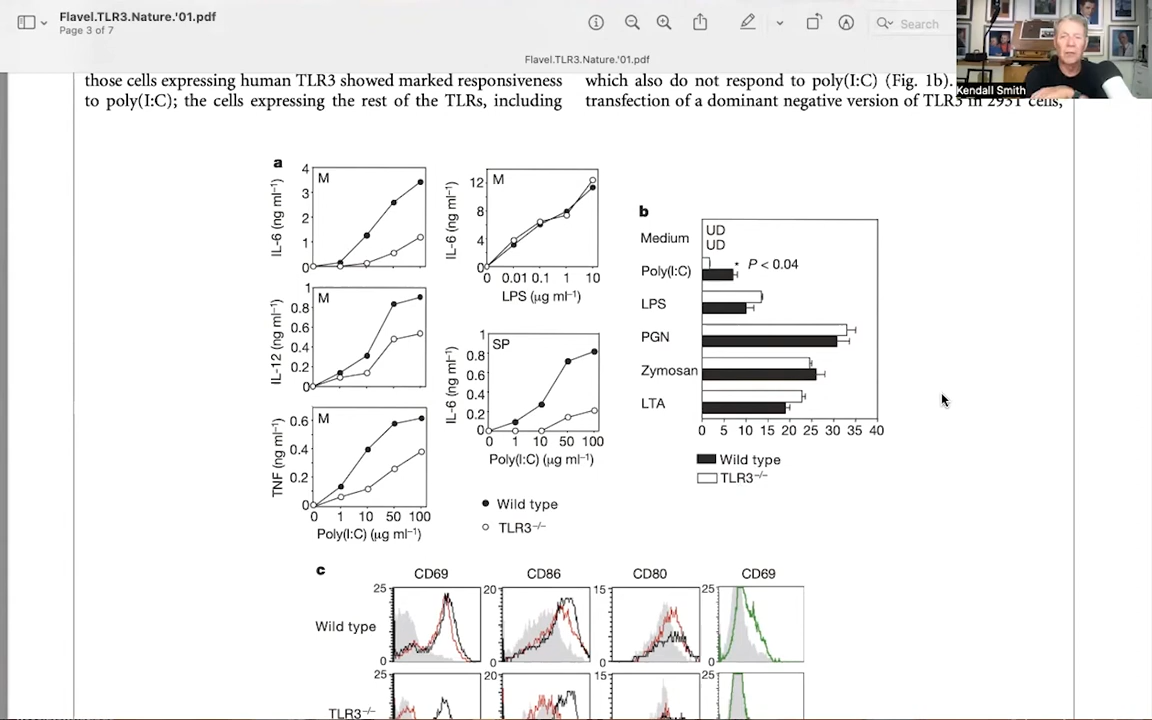 Flavel.TLR3.Nature.'01.pdf
Page 3 of 7
Search
Flavel.TLR3.Nature.'01.pdf
Kendall Smith
those cells expressing human TLR3 showed marked responsiveness
to poly(I:C); the cells expressing the rest of the TLRs, including
which also do not respond to poly(I:C) (Fig. 1b).
transfection of a dominant negative version of TLR3 in 293T cells,
a
IL-6 (ng ml⁻¹)
4
3
2
1
0
M
IL-12 (ng ml⁻¹)
1
0.8
0.6
0.4
0.2
0
M
TNF (ng ml⁻¹)
0.6
0.4
0.2
0
M
0 1 10 50 100
Poly(I:C) (μg ml⁻¹)
IL-6 (ng ml⁻¹)
12
8
4
0
M
0 0.01 0.1 1 10
LPS (μg ml⁻¹)
IL-6 (ng ml⁻¹)
1
0.8
0.6
0.4
0.2
0
SP
0 1 10 50 100
Poly(I:C) (μg ml⁻¹)
Wild type
TLR3⁻/⁻
b
Medium
UD
UD
Poly(I:C)
* P < 0.04
LPS
PGN
Zymosan
LTA
0 5 10 15 20 25 30 35 40
Wild type
TLR3⁻/⁻
c
CD69 CD86 CD80 CD69
Wild type
25 20 15 25
0 0 0 0
TLR3⁻/⁻
25 20 15 25